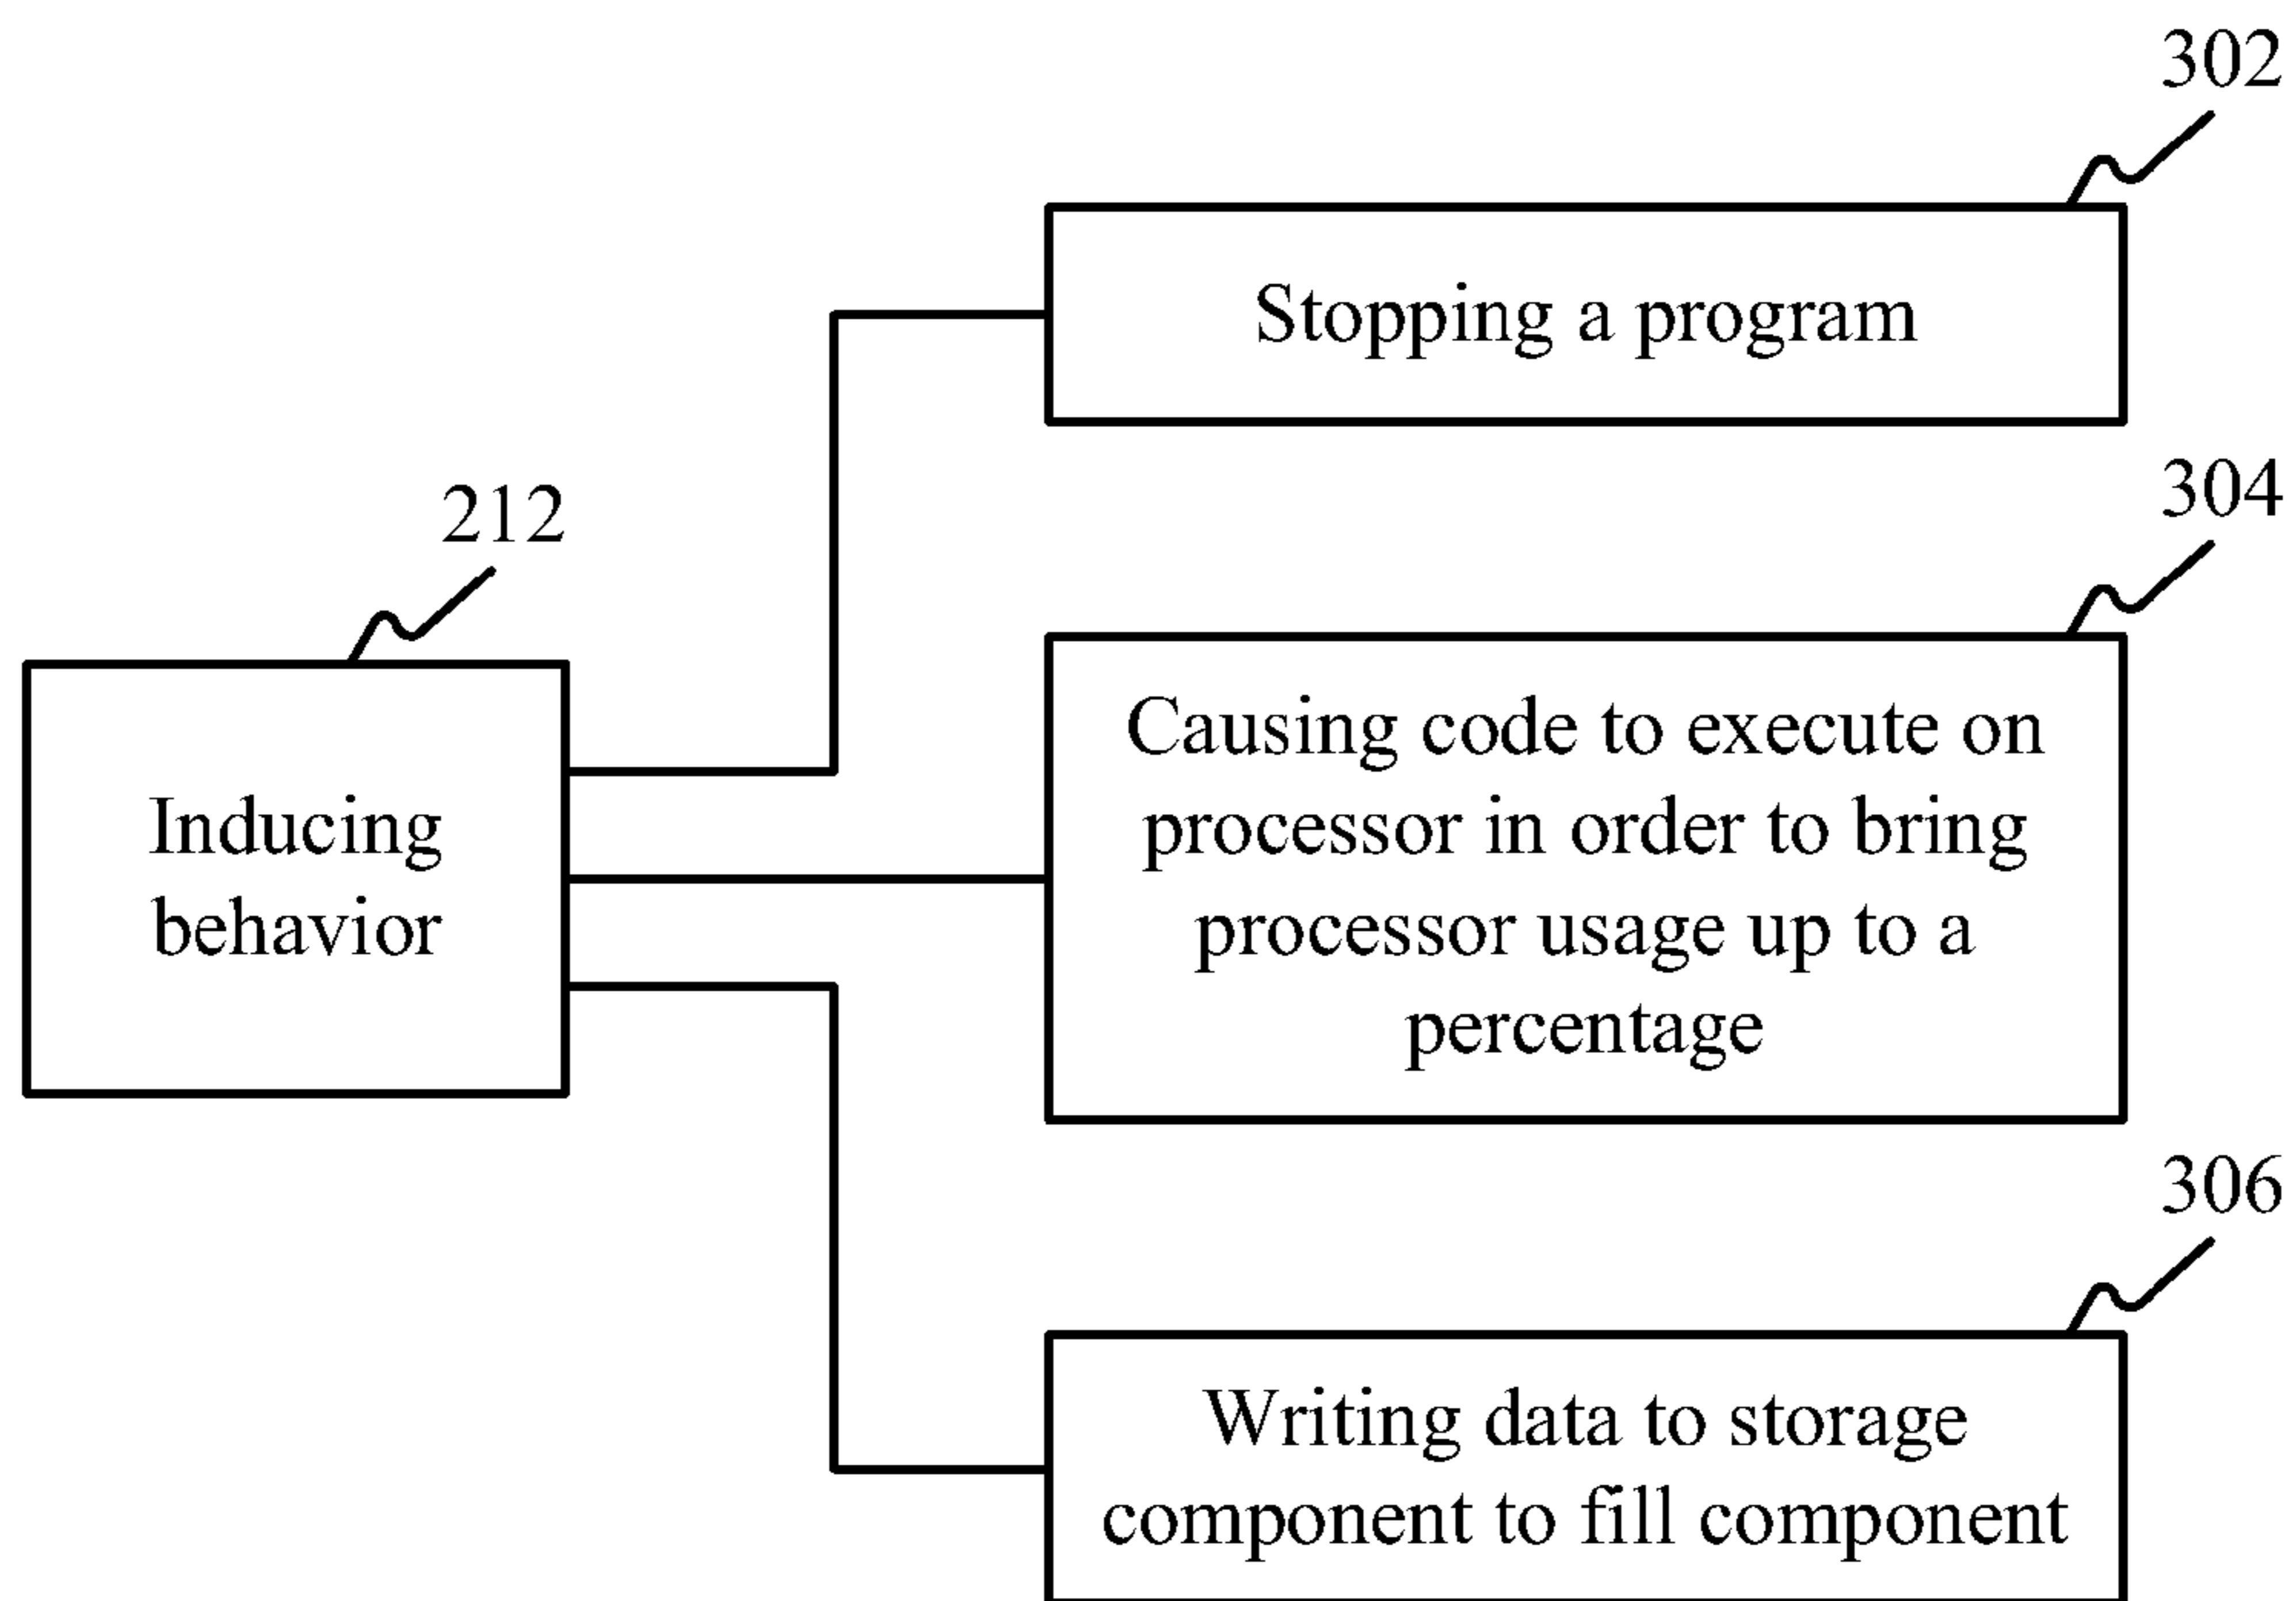 302
Stopping a program
304
212
Causing code to execute on
processor in order to bring
processor usage up to a
percentage
Inducing
behavior
306
Writing data to storage
component to fill component